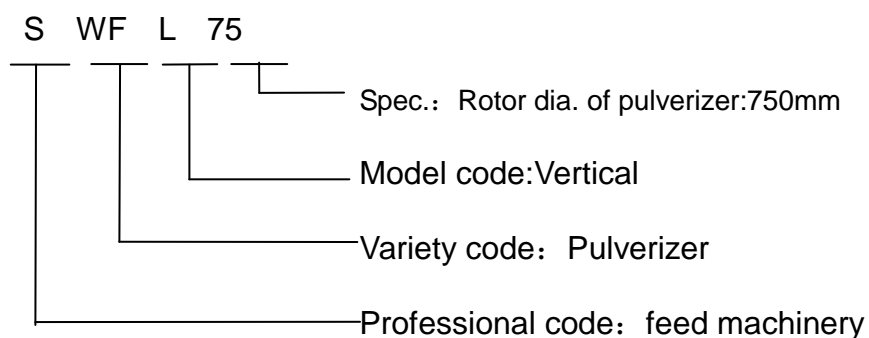 S WF L 75
Spec.：Rotor dia. of pulverizer:750mm
Model code:Vertical
Variety code：Pulverizer
Professional code：feed machinery